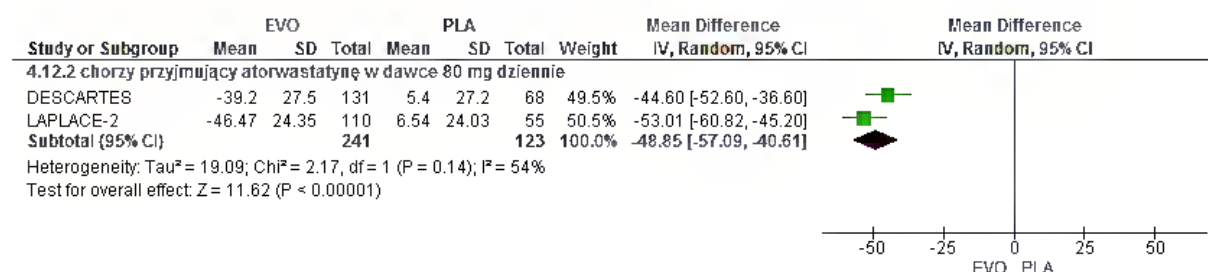 EVO PLA Mean Difference Mean Difference
Study or Subgroup Mean SD Total Mean SD Total Weight IV, Random, 95% CI IV, Random, 95% CI
4.12.2 chorzy przyjmujący atorwastatynę w dawce 80 mg dziennie
DESCARTES -39.2 27.5 131 5.4 27.2 68 49.5% -44.60 [-52.60, -36.60]
LAPLACE-2 -46.47 24.35 110 6.54 24.03 55 50.5% -53.01 [-60.82, -45.20]
Subtotal (95% CI) 241 123 100.0% -48.85 [-57.09, -40.61]
Heterogeneity: Tau² = 19.09; Chi² = 2.17, df = 1 (P = 0.14); I² = 54%
Test for overall effect: Z = 11.62 (P < 0.00001)
-50 -25 0 25 50
EVO PLA